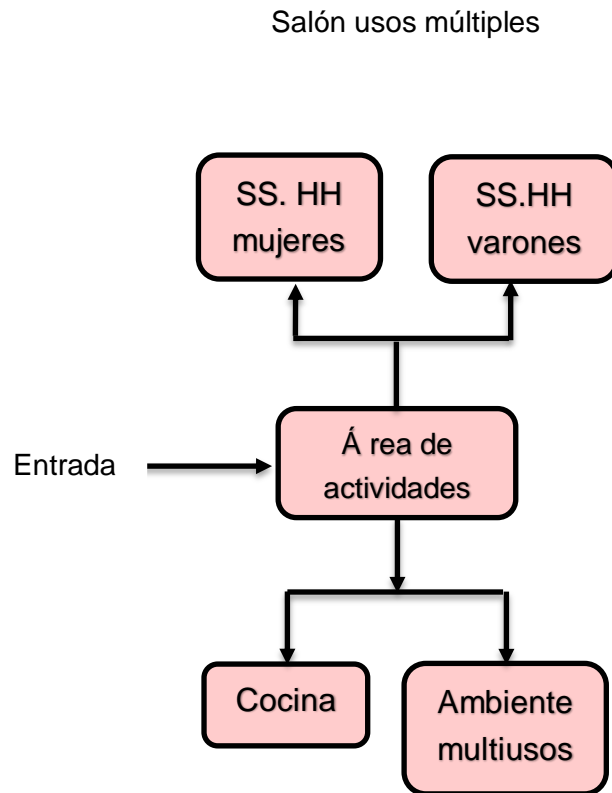 Salón usos múltiples
SS. HH
mujeres
SS.HH
varones
Á rea de
actividades
Entrada
Cocina
Ambiente
multiusos